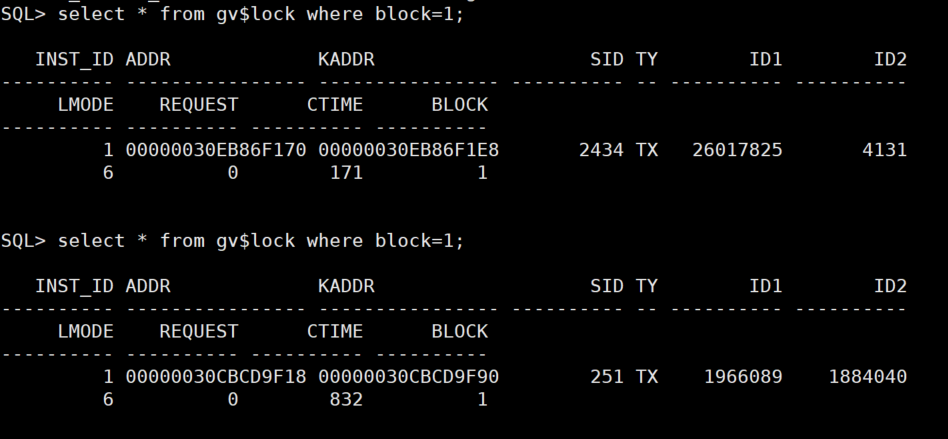 SQL> select * from gv$lock where block=1;
   INST_ID ADDR             KADDR                   SID TY        ID1        ID2
---------- ---------------- ---------------- ---------- -- ---------- ----------
     LMODE    REQUEST      CTIME      BLOCK
---------- ---------- ---------- ----------
         1 00000030EB86F170 00000030EB86F1E8       2434 TX   26017825       4131
         6          0        171          1
SQL> select * from gv$lock where block=1;
   INST_ID ADDR             KADDR                   SID TY        ID1        ID2
---------- ---------------- ---------------- ---------- -- ---------- ----------
     LMODE    REQUEST      CTIME      BLOCK
---------- ---------- ---------- ----------
         1 00000030CBCD9F18 00000030CBCD9F90        251 TX    1966089    1884040
         6          0        832          1